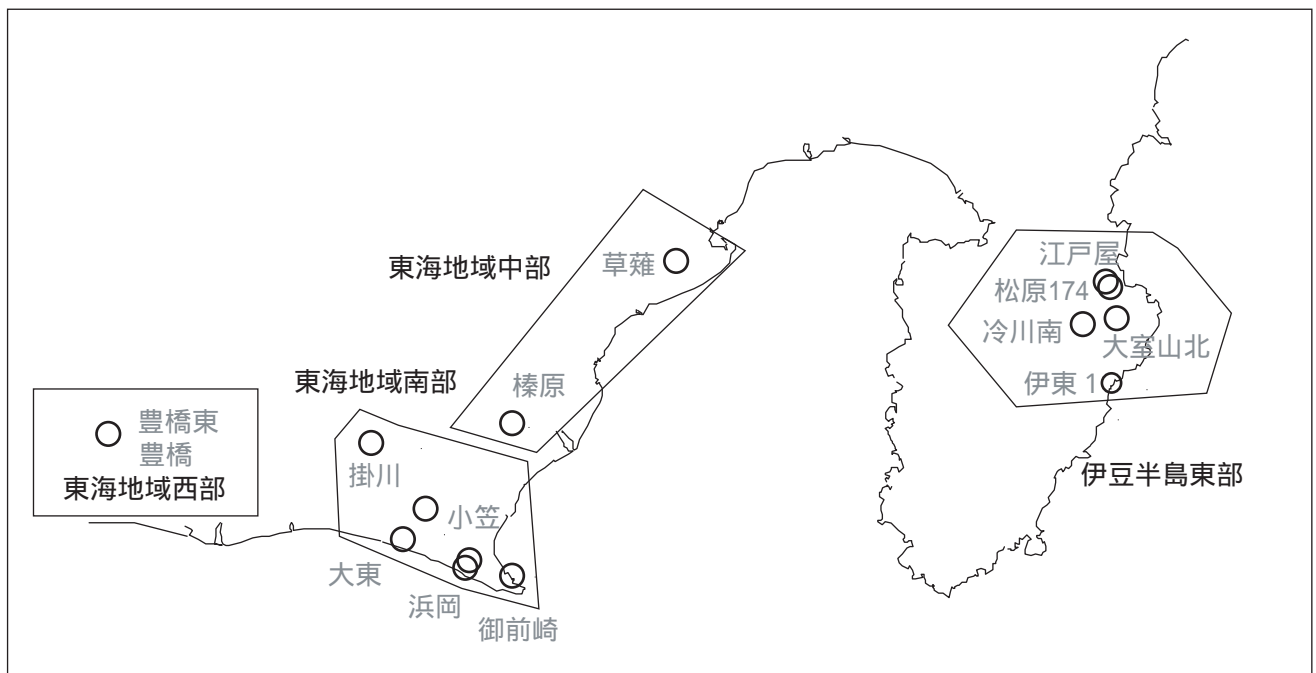 江戸屋
草薙
東海地域中部
松原174
冷川南
大室山北
東海地域南部
榛原
伊東 1
豊橋東
豊橋
掛川
伊豆半島東部
東海地域西部
小笠
大東
浜岡
御前崎